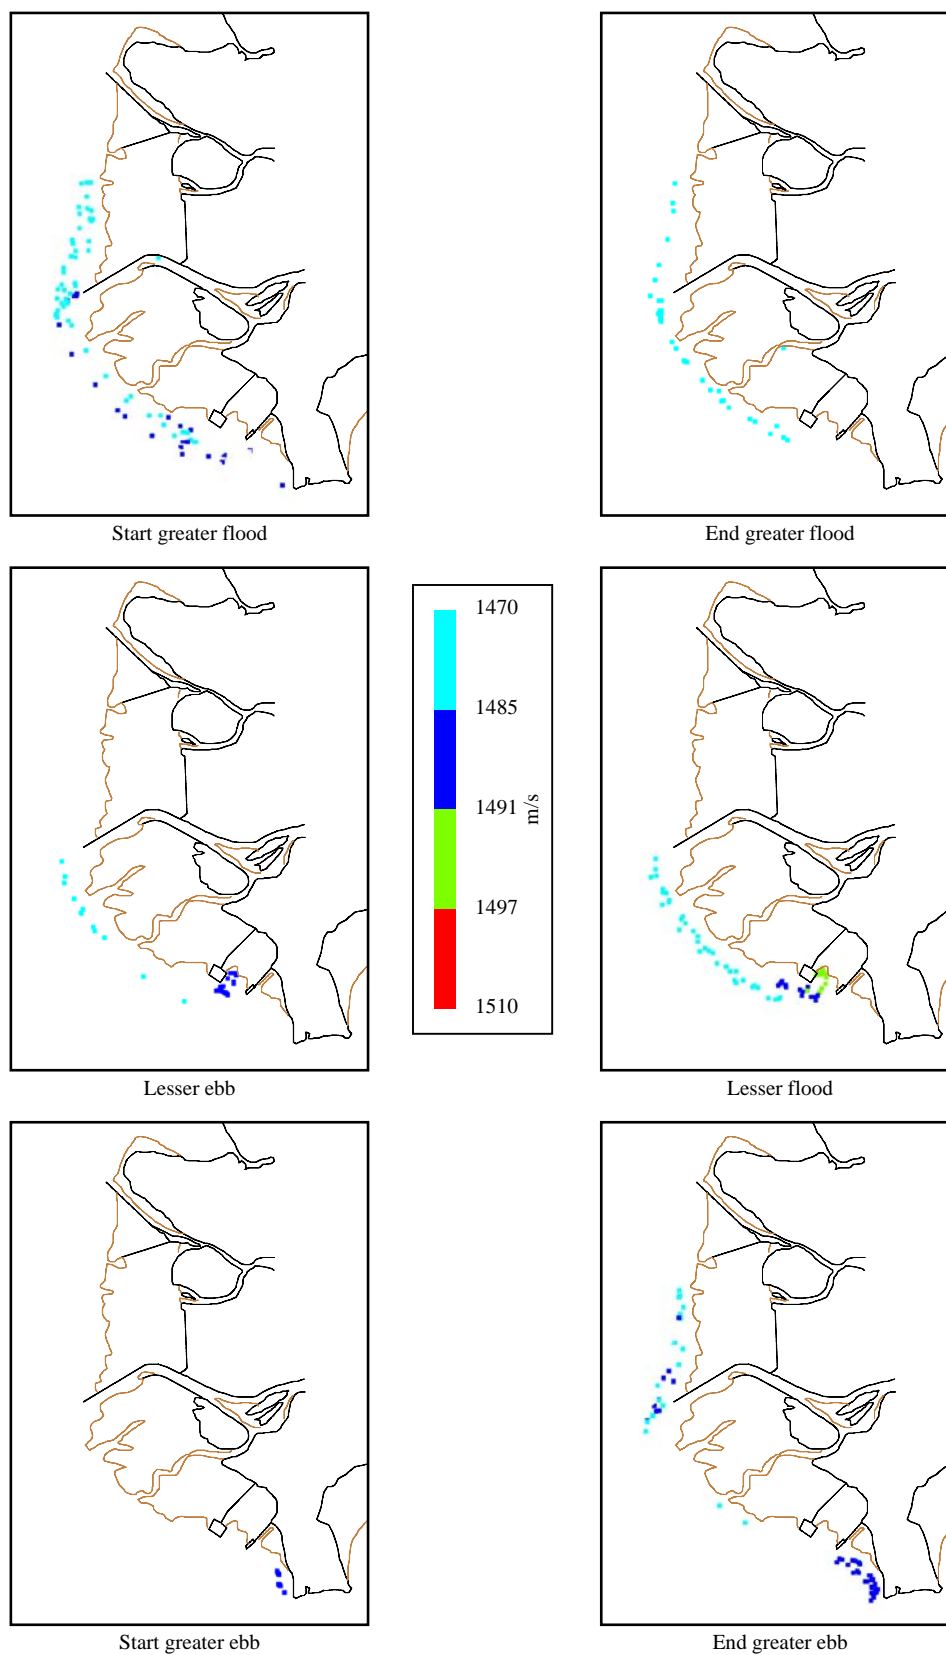 Start greater flood
End greater flood
1470
1485
1491
1497
1510
m/s
Lesser ebb
Lesser flood
Start greater ebb
End greater ebb